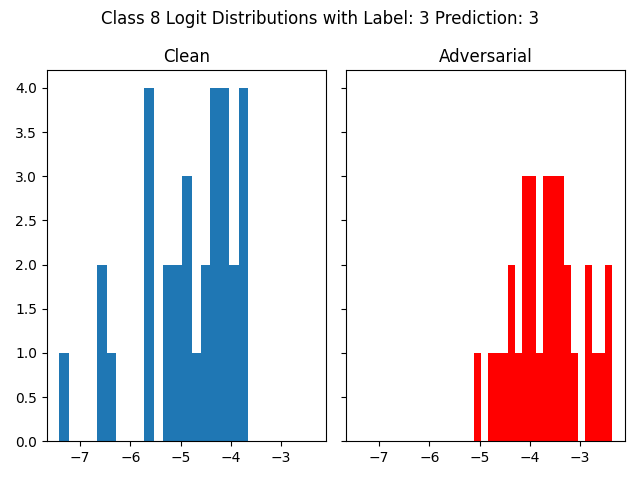 Class 8 Logit Distributions with Label: 3 Prediction: 3
Clean
Adversarial
4.0
3.5
3.0
2.5
2.0
1.5
1.0
0.5
0.0
−7 −6 −5 −4 −3
−7 −6 −5 −4 −3